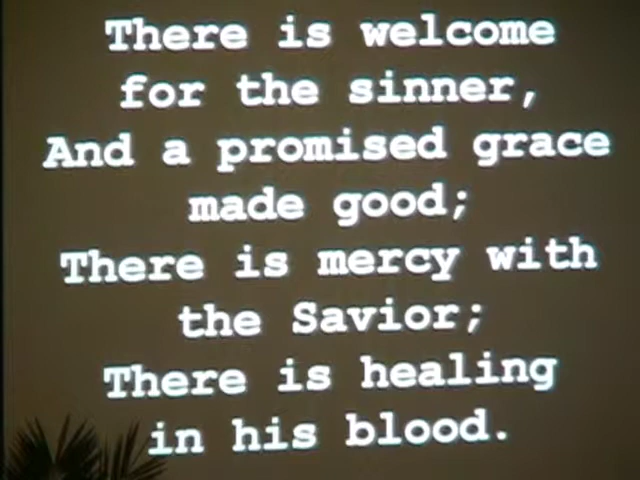 There is welcome
for the sinner,
And a promised grace
made good;
There is mercy with
the Savior;
There is healing
in his blood.